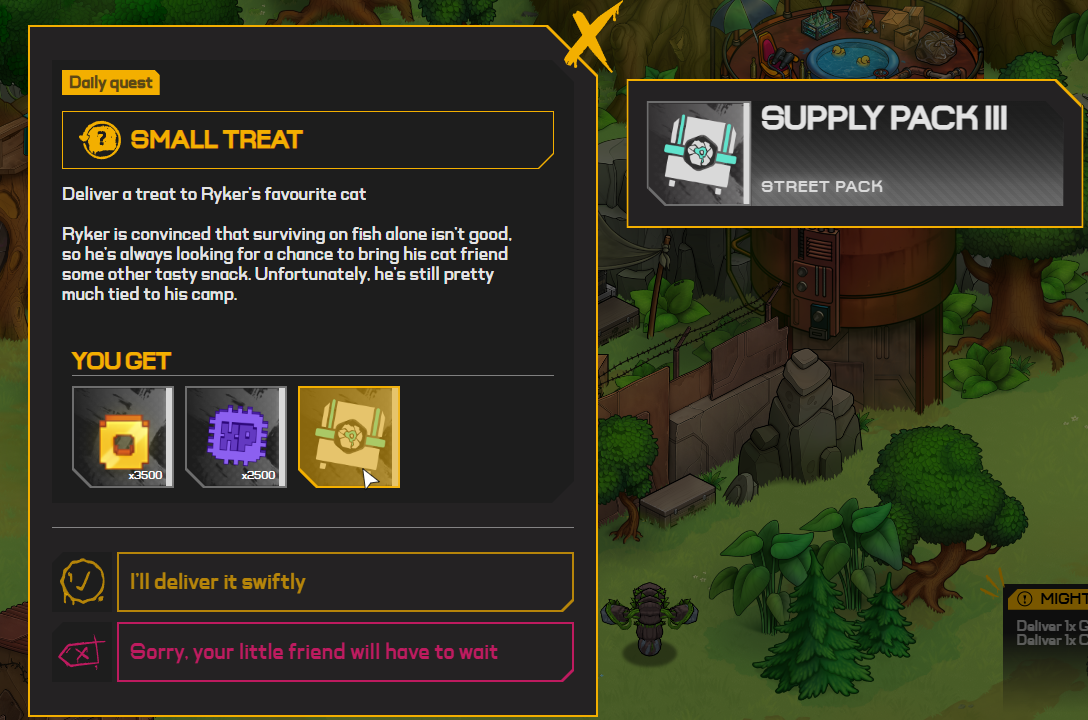 Daily quest
SMALL TREAT
Deliver a treat to Ryker's favourite cat
Ryker is convinced that surviving on fish alone isn't good,
so he's always looking for a chance to bring his cat friend
some other tasty snack. Unfortunately, he's still pretty
much tied to his camp.
YOU GET
x3500
XP
x2500
I'll deliver it swiftly
Sorry, your little friend will have to wait
SUPPLY PACK III
STREET PACK
MIGHT
Deliver 1x G
Deliver 1x C